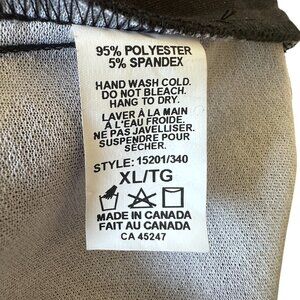 95% POLYESTER
5% SPANDEX
HAND WASH COLD.
DO NOT BLEACH.
HANG TO DRY.
LAVER À LA MAIN
À L'EAU FROIDE.
NE PAS JAVELLISER.
SUSPENDRE POUR
SÉCHER.
STYLE: 15201/340
XL/TG
MADE IN CANADA
FAIT AU CANADA
CA 45247